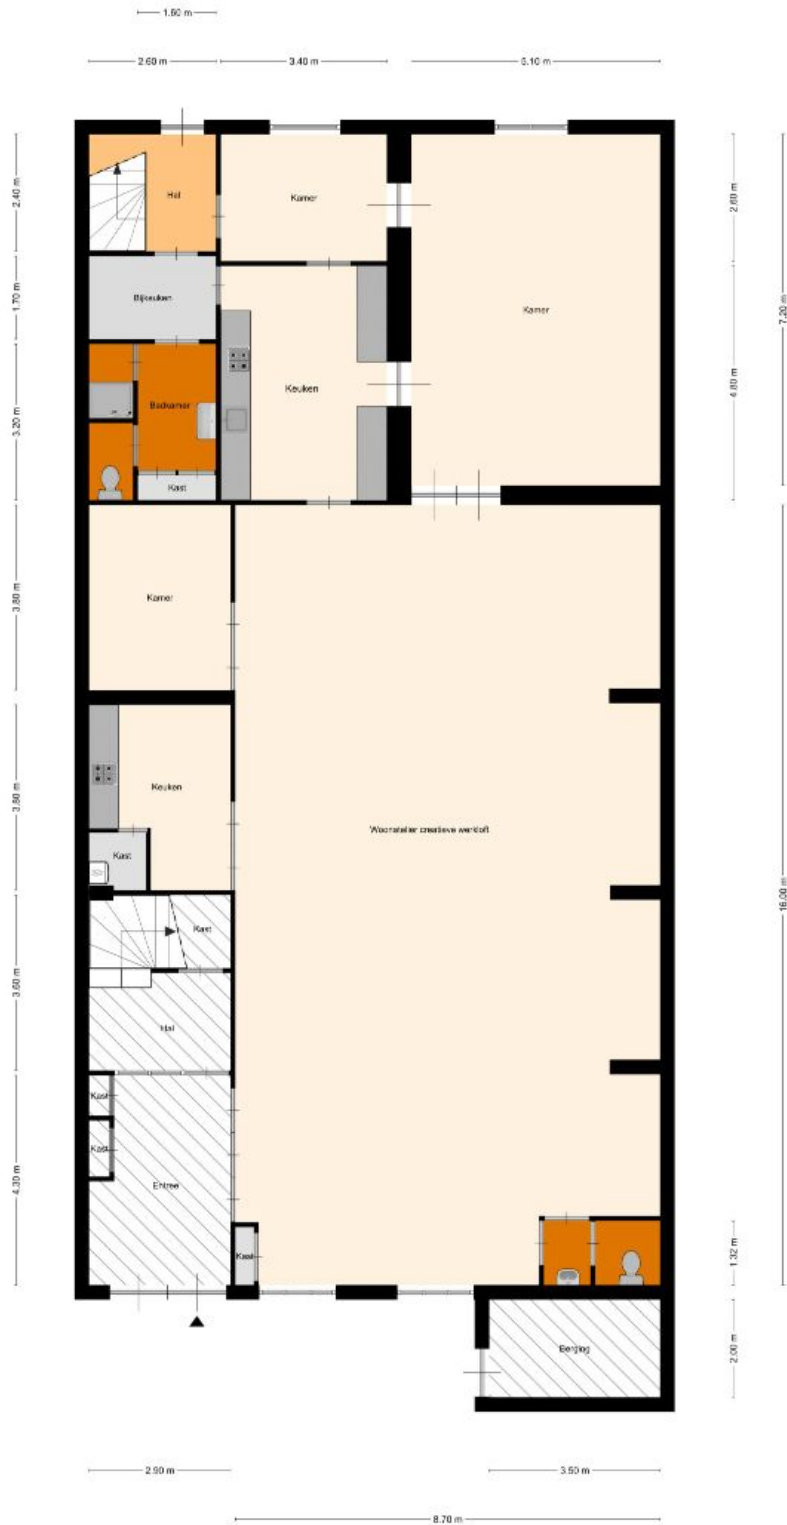 1.60 m
2.60 m
3.40 m
5.10 m
2.40 m
Hal
Kamer
2.60 m
1.70 m
Bijkeuken
Kamer
7.20 m
3.20 m
Badkamer
Keuken
4.80 m
Kast
3.80 m
Kamer
3.80 m
Keuken
Woonatelier creatieve werkloft
Kast
16.00 m
3.60 m
Kast
Hal
Kast
Kast
4.30 m
Entree
Kast
1.32 m
Berging
2.00 m
2.90 m
3.50 m
8.70 m